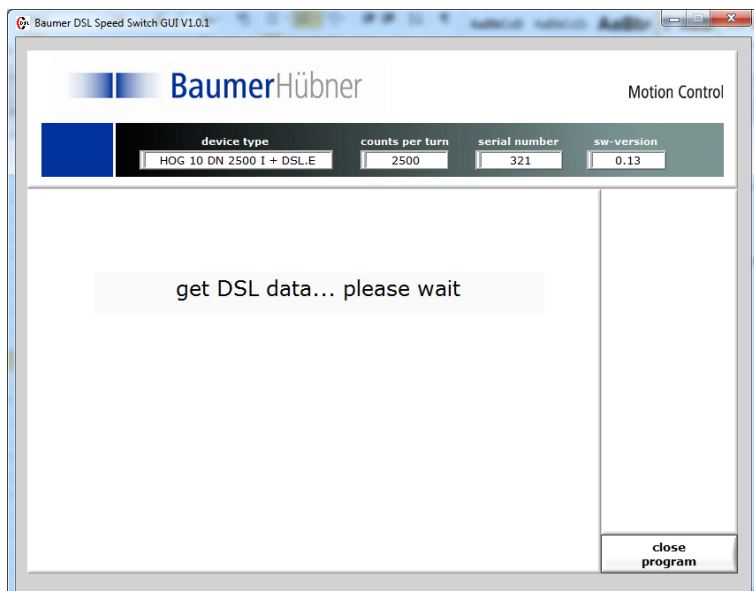 Baumer DSL Speed Switch GUI V1.0.1
BaumerHübner
Motion Control
device type counts per turn serial number sw-version
HOG 10 DN 2500 I + DSL.E 2500 321 0.13
get DSL data... please wait
close
program